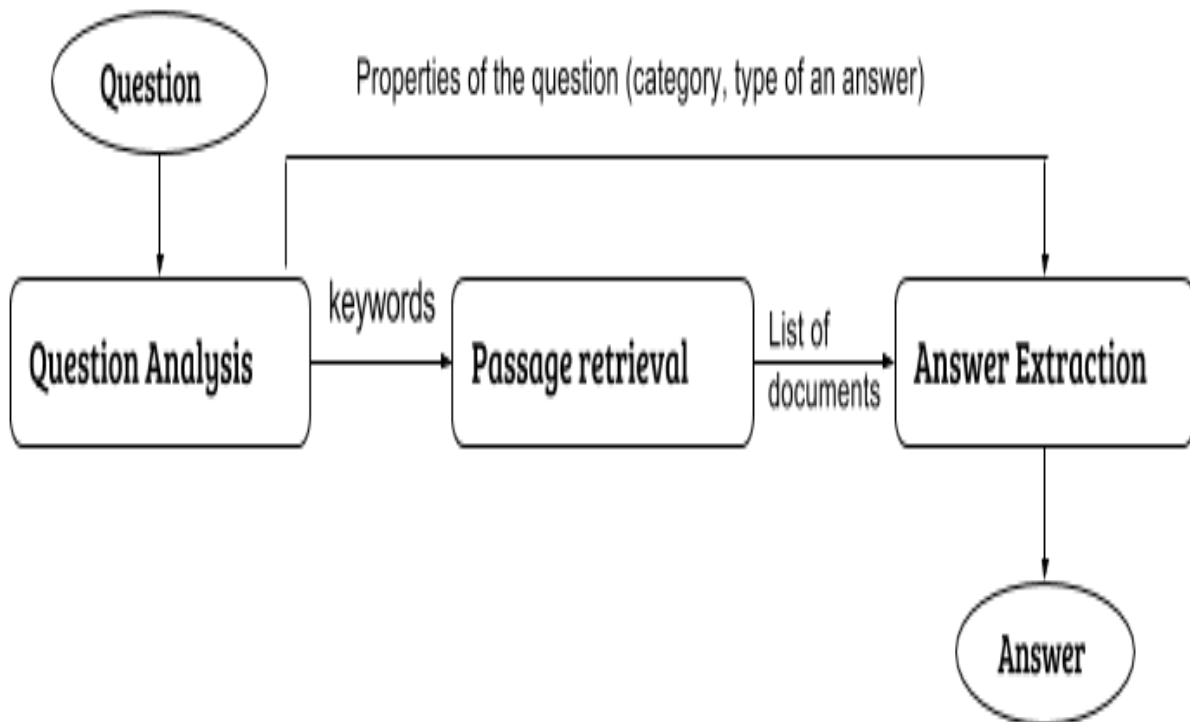 Question
Properties of the question (category, type of an answer)
Question Analysis
keywords
Passage retrieval
List of
documents
Answer Extraction
Answer